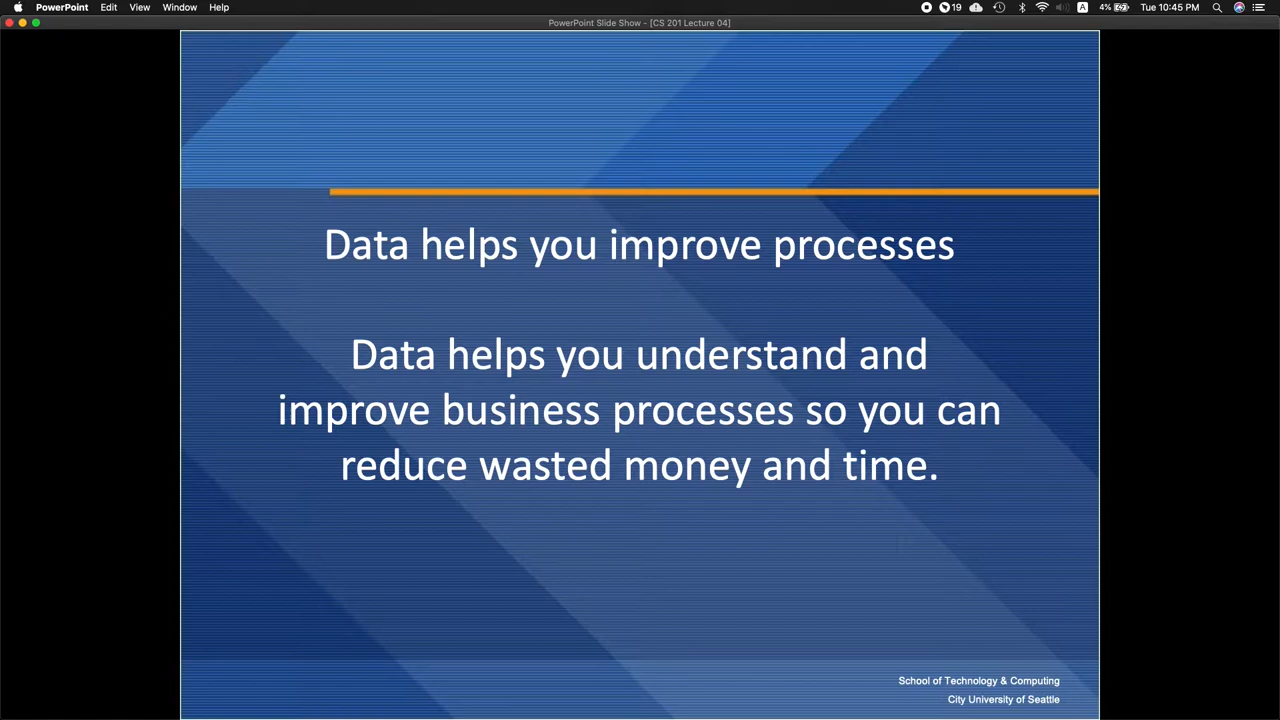 PowerPoint Edit View Window Help 19 A 4% Tue 10:45 PM
PowerPoint Slide Show - [CS 201 Lecture 04]
Data helps you improve processes
Data helps you understand and
improve business processes so you can
reduce wasted money and time.
School of Technology & Computing
City University of Seattle